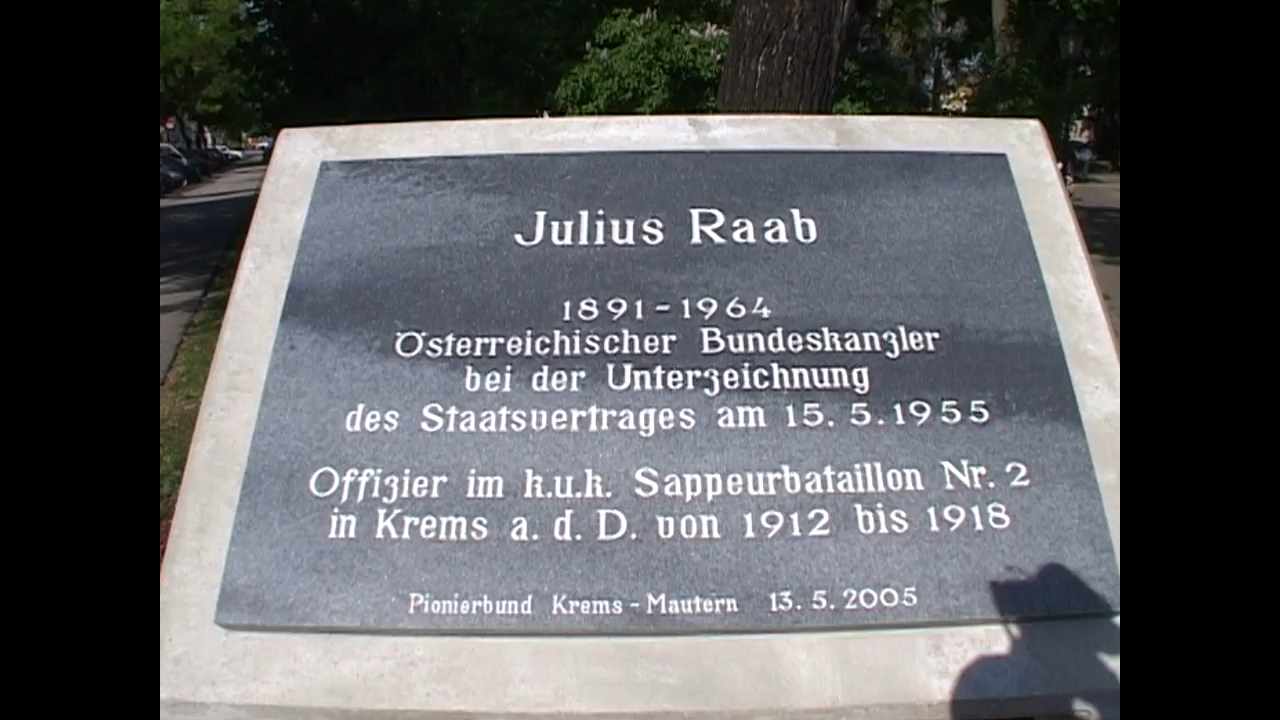 Julius Raab
1891-1964
Österreichischer Bundeskanzler
bei der Unterzeichnung
des Staatsvertrages am 15. 5. 1955
Offizier im k.u.k. Sappeurbataillon Nr. 2
in Krems a. d. D. von 1912 bis 1918
Pionierbund Krems-Mautern 13. 5. 2005